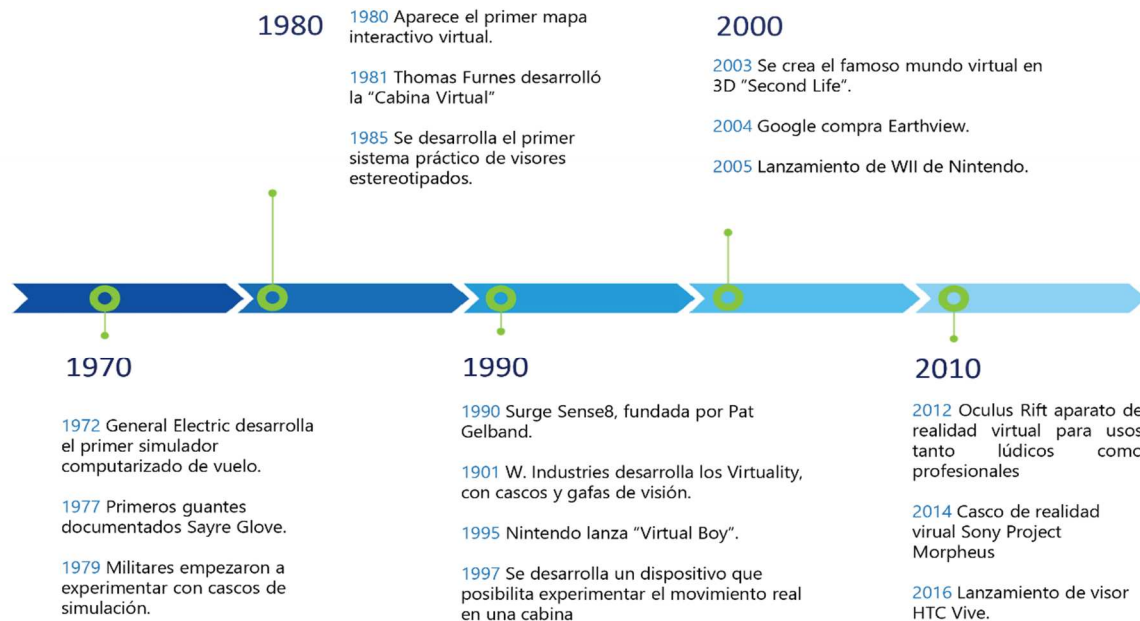 1980
1980 Aparece el primer mapa
interactivo virtual.
1981 Thomas Furnes desarrolló
la “Cabina Virtual”
1985 Se desarrolla el primer
sistema práctico de visores
estereotipados.
2000
2003 Se crea el famoso mundo virtual en
3D “Second Life”.
2004 Google compra Earthview.
2005 Lanzamiento de WII de Nintendo.
1970
1972 General Electric desarrolla
el primer simulador
computarizado de vuelo.
1977 Primeros guantes
documentados Sayre Glove.
1979 Militares empezaron a
experimentar con cascos de
simulación.
1990
1990 Surge Sense8, fundada por Pat
Gelband.
1901 W. Industries desarrolla los Virtuality,
con cascos y gafas de visión.
1995 Nintendo lanza “Virtual Boy”.
1997 Se desarrolla un dispositivo que
posibilita experimentar el movimiento real
en una cabina
2010
2012 Oculus Rift aparato de
realidad virtual para usos
tanto lúdicos como
profesionales
2014 Casco de realidad
virual Sony Project
Morpheus
2016 Lanzamiento de visor
HTC Vive.